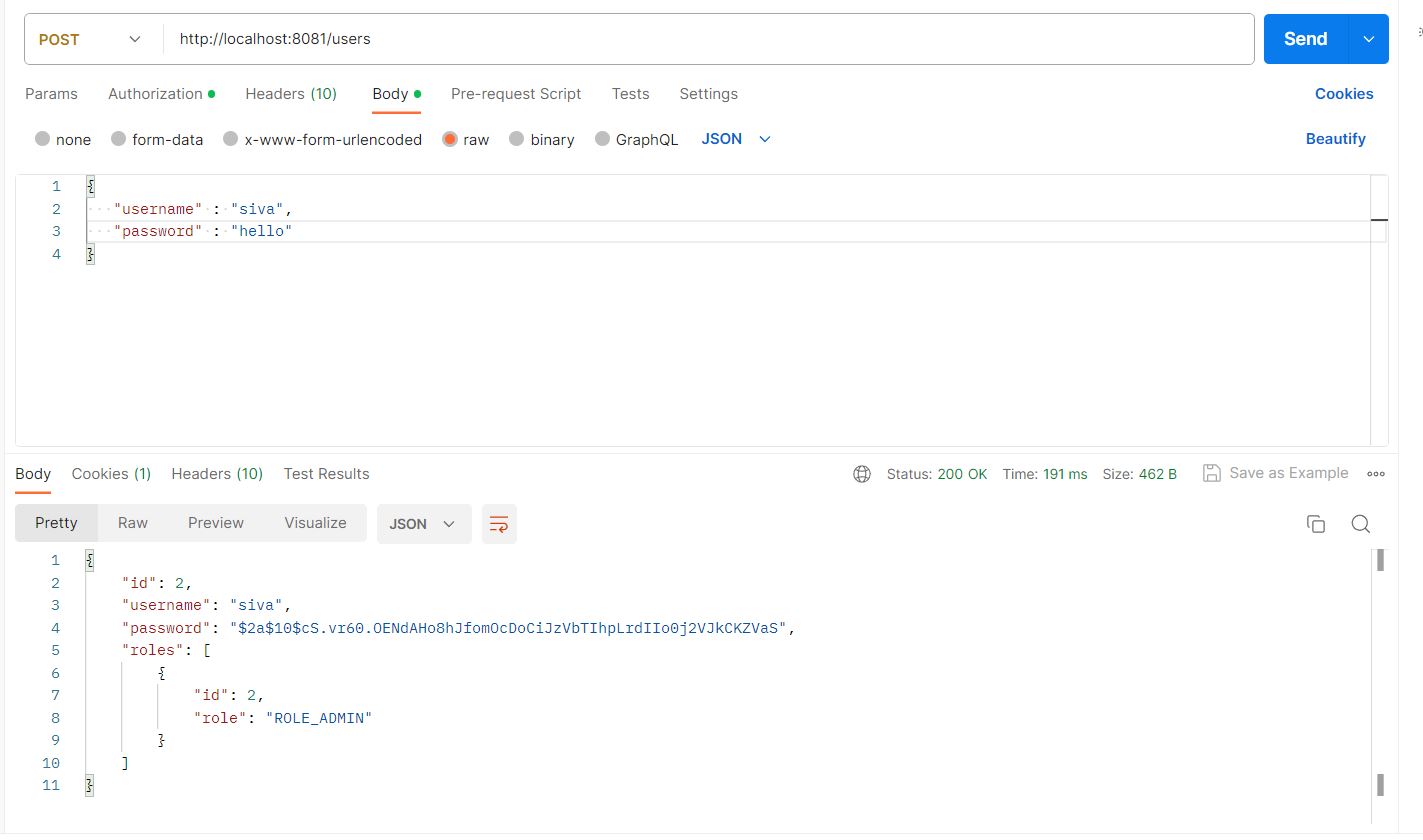 POST http://localhost:8081/users Send
Params Authorization Headers (10) Body Pre-request Script Tests Settings Cookies
none form-data x-www-form-urlencoded raw binary GraphQL JSON Beautify
1 {
2 "username" : "siva",
3 "password" : "hello"
4 }
Body Cookies (1) Headers (10) Test Results Status: 200 OK Time: 191 ms Size: 462 B Save as Example
Pretty Raw Preview Visualize JSON
1 {
2 "id": 2,
3 "username": "siva",
4 "password": "$2a$10$cS.vr60.OENdAHo8hJfomOcDoCiJzVbTIhpLrdIIo0j2VJkCKZVaS",
5 "roles": [
6 {
7 "id": 2,
8 "role": "ROLE_ADMIN"
9 }
10 ]
11 }